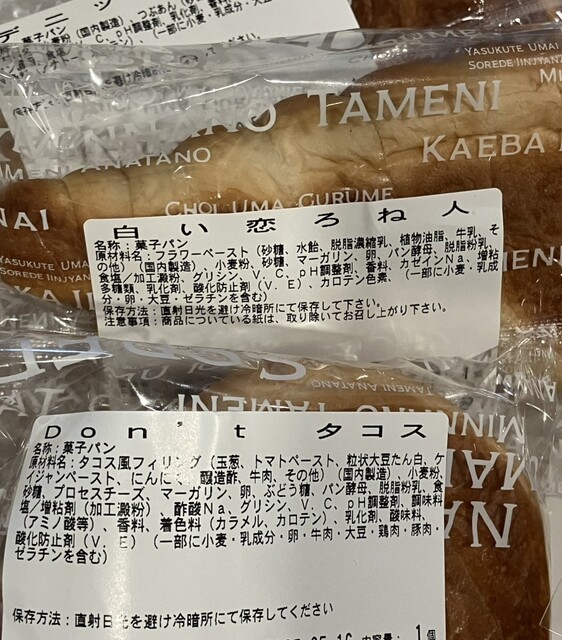 デニッ
つぶあん
菓子パン
YASUKUTE UMAI
SOREDE IINJYANAI
TAMENI
ANATANO
KAEBA
CHOI UMA GURUME
NAI
白い恋ろね人
名称：菓子パン
原材料名：フラワーペースト（砂糖、水飴、脱脂濃縮乳、植物油脂、牛乳、そ
の他）（国内製造）、小麦粉、砂糖、マーガリン、卵、パン酵母、脱脂粉乳、
食塩／加工澱粉、グリシン、Ｖ．Ｃ、ｐＨ調整剤、香料、カゼインＮａ、増粘
多糖類、乳化剤、酸化防止剤（Ｖ．Ｅ）、カロテン色素、（一部に小麦・乳成
分・卵・大豆・ゼラチンを含む）
保存方法：直射日光を避け冷暗所にて保存して下さい。
注意事項：商品についている紙は、取り除いてお召し上がり下さい。
TAMENI ANATANO
Ｄｏｎ’ｔ　タコス
名称：菓子パン
原材料名：タコス風フィリング（玉葱、トマトペースト、粒状大豆たん白、ケ
イジャンペースト、にんにく、醸造酢、牛肉、その他）（国内製造）、小麦粉、
砂糖、プロセスチーズ、マーガリン、卵、ぶどう糖、パン酵母、脱脂粉乳、食
塩／増粘剤（加工澱粉）、酢酸Ｎａ、グリシン、Ｖ．Ｃ、ｐＨ調整剤、調味料
（アミノ酸等）、香料、着色料（カラメル、カロテン）、乳化剤、酸味料、
酸化防止剤（Ｖ．Ｅ）（一部に小麦・乳成分・卵・牛肉・大豆・鶏肉・豚肉・
ゼラチンを含む）
保存方法：直射日光を避け冷暗所にて保存してください
内容量：１個